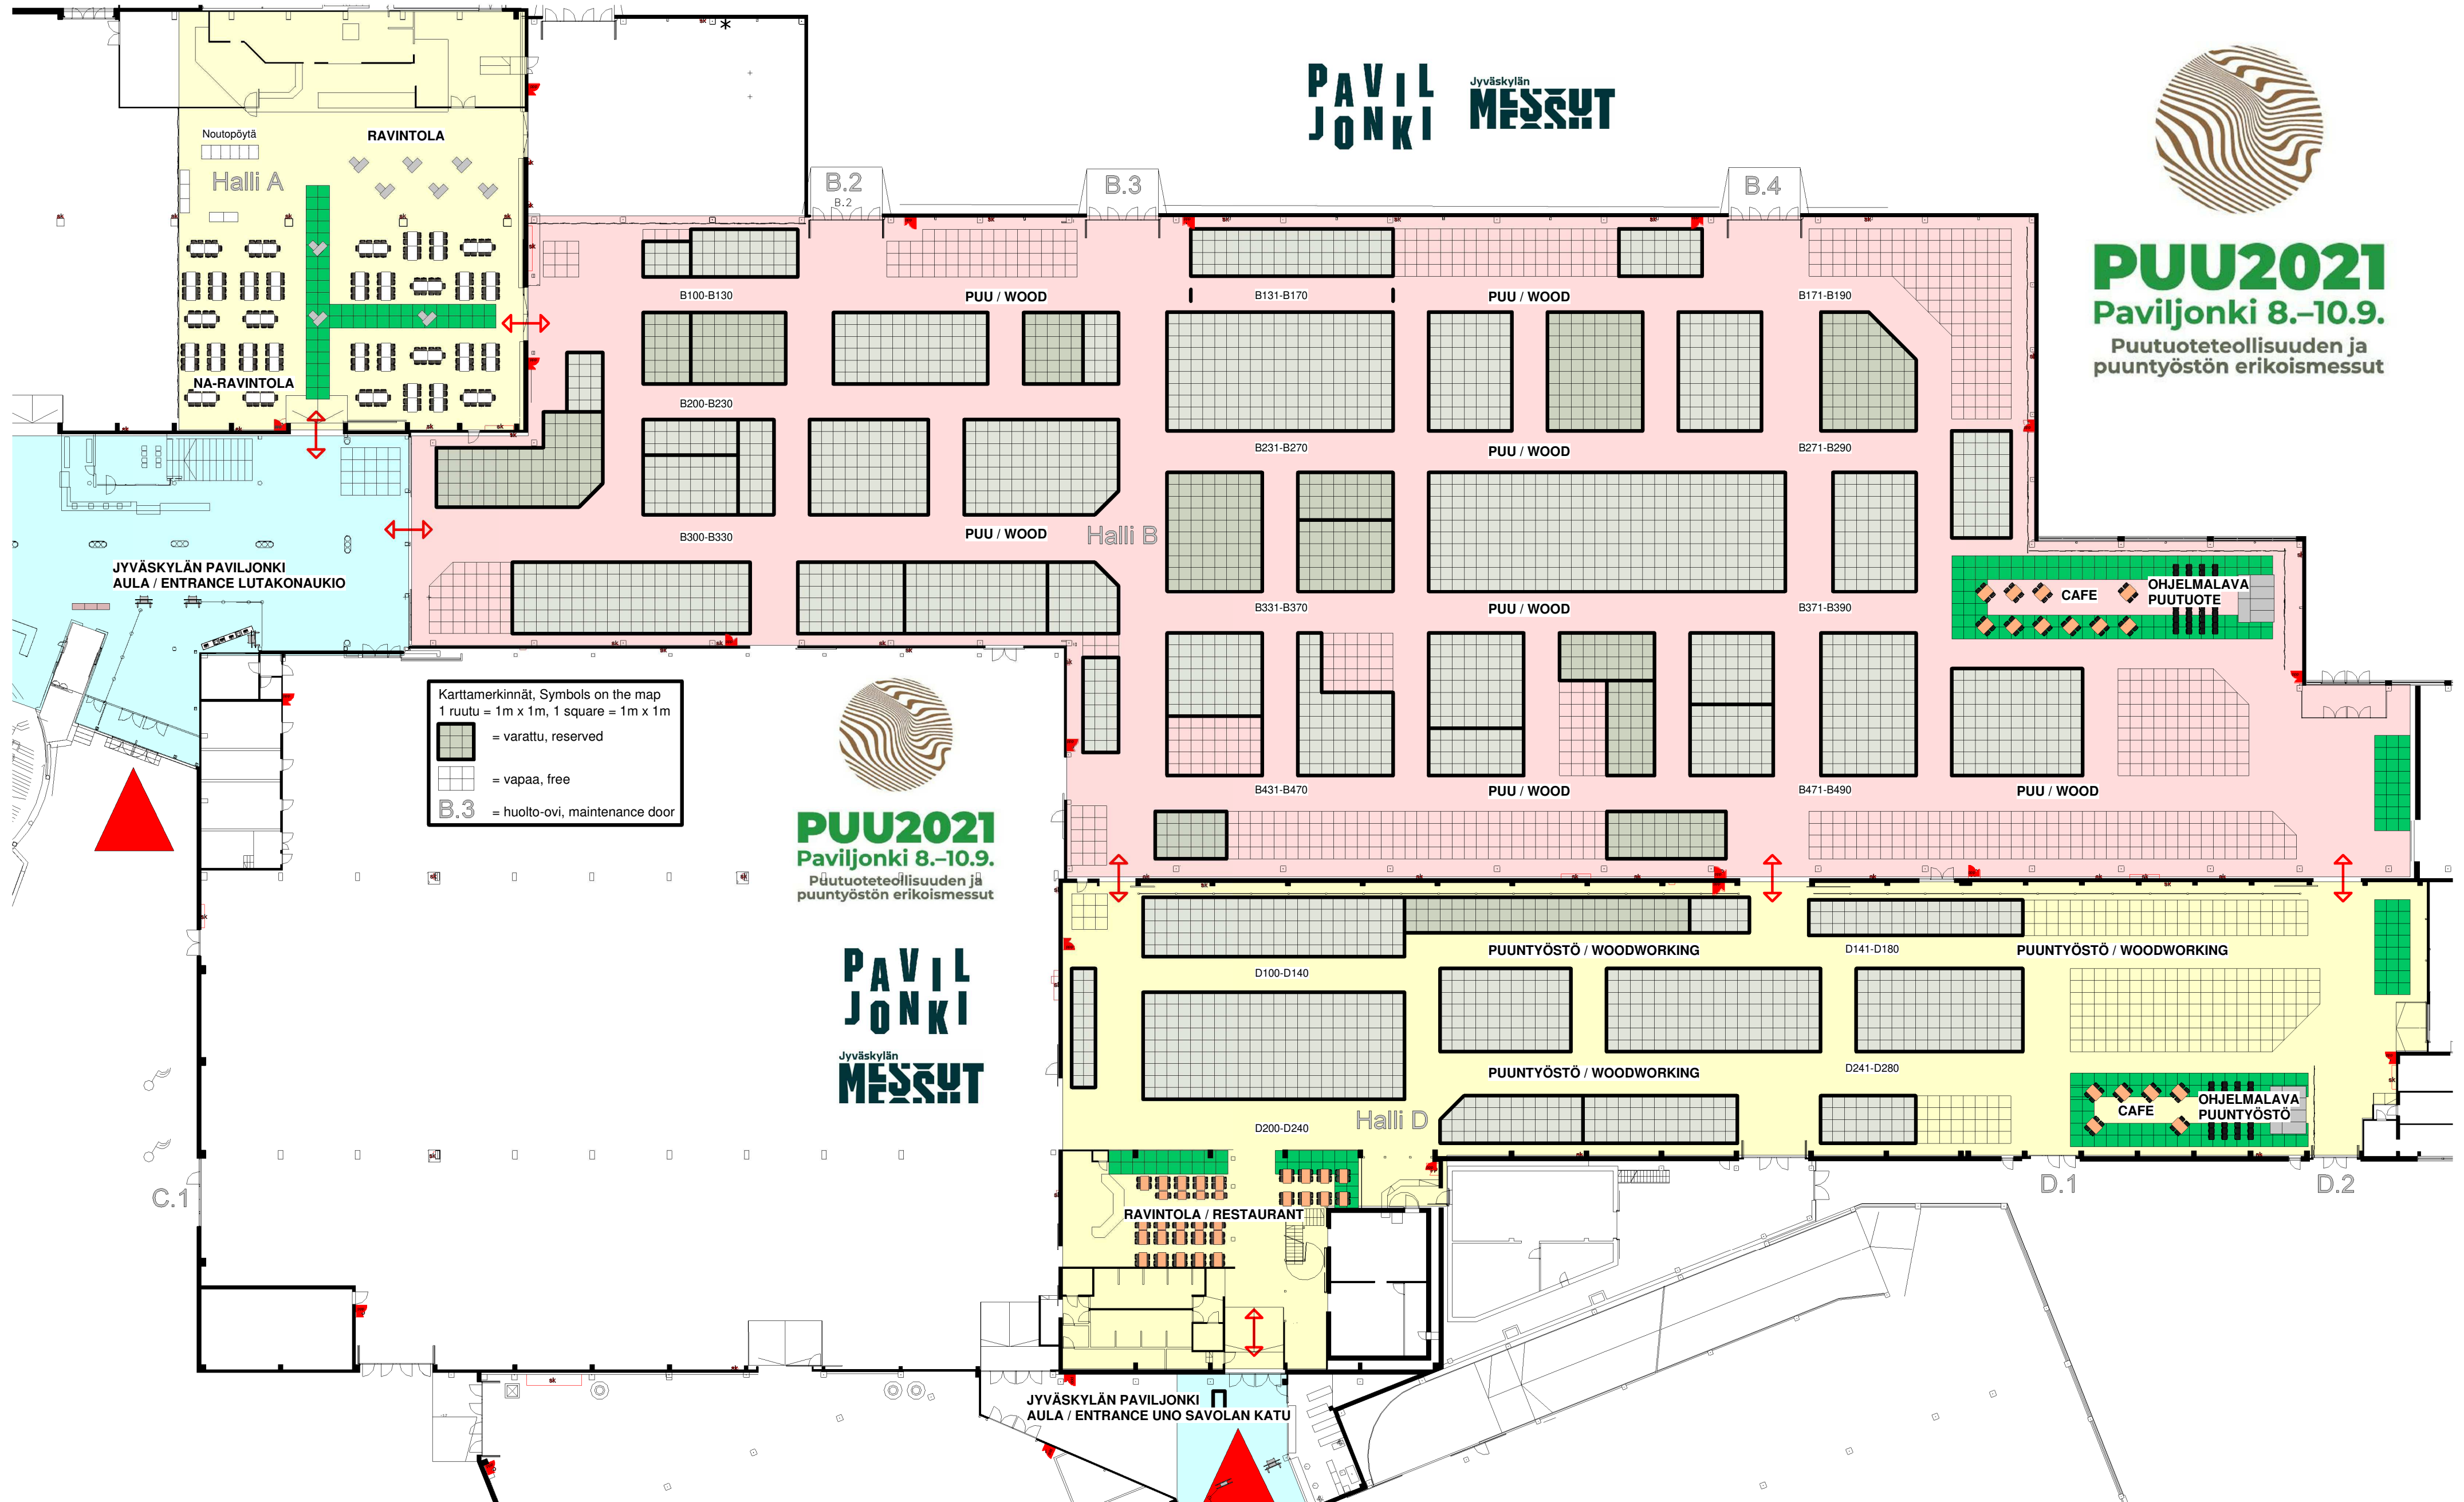 PAVIL
JONKI
Jyväskylän
MESSUT
PUU2021
Paviljonki 8.–10.9.
Puutuoteteollisuuden ja
puuntyöstön erikoismessut
Noutopöytä
RAVINTOLA
Halli A
NA-RAVINTOLA
B.2
B.2
B.3
B.4
B100-B130
PUU / WOOD
B131-B170
PUU / WOOD
B171-B190
B200-B230
B231-B270
PUU / WOOD
B271-B290
B300-B330
PUU / WOOD
Halli B
JYVÄSKYLÄN PAVILJONKI
AULA / ENTRANCE LUTAKONAUKIO
B331-B370
PUU / WOOD
B371-B390
CAFE
OHJELMALAVA
PUUTUOTE
Karttamerkinnät, Symbols on the map
1 ruutu = 1m x 1m, 1 square = 1m x 1m
= varattu, reserved
= vapaa, free
B.3 = huolto-ovi, maintenance door
B431-B470
PUU / WOOD
B471-B490
PUU / WOOD
PUU2021
Paviljonki 8.–10.9.
Puutuoteteollisuuden ja
puuntyöstön erikoismessut
PAVIL
JONKI
Jyväskylän
MESSUT
PUUNTYÖSTÖ / WOODWORKING
D141-D180
PUUNTYÖSTÖ / WOODWORKING
D100-D140
PUUNTYÖSTÖ / WOODWORKING
D241-D280
CAFE
OHJELMALAVA
PUUNTYÖSTÖ
Halli D
D200-D240
C.1
D.1
D.2
RAVINTOLA / RESTAURANT
JYVÄSKYLÄN PAVILJONKI
AULA / ENTRANCE UNO SAVOLAN KATU